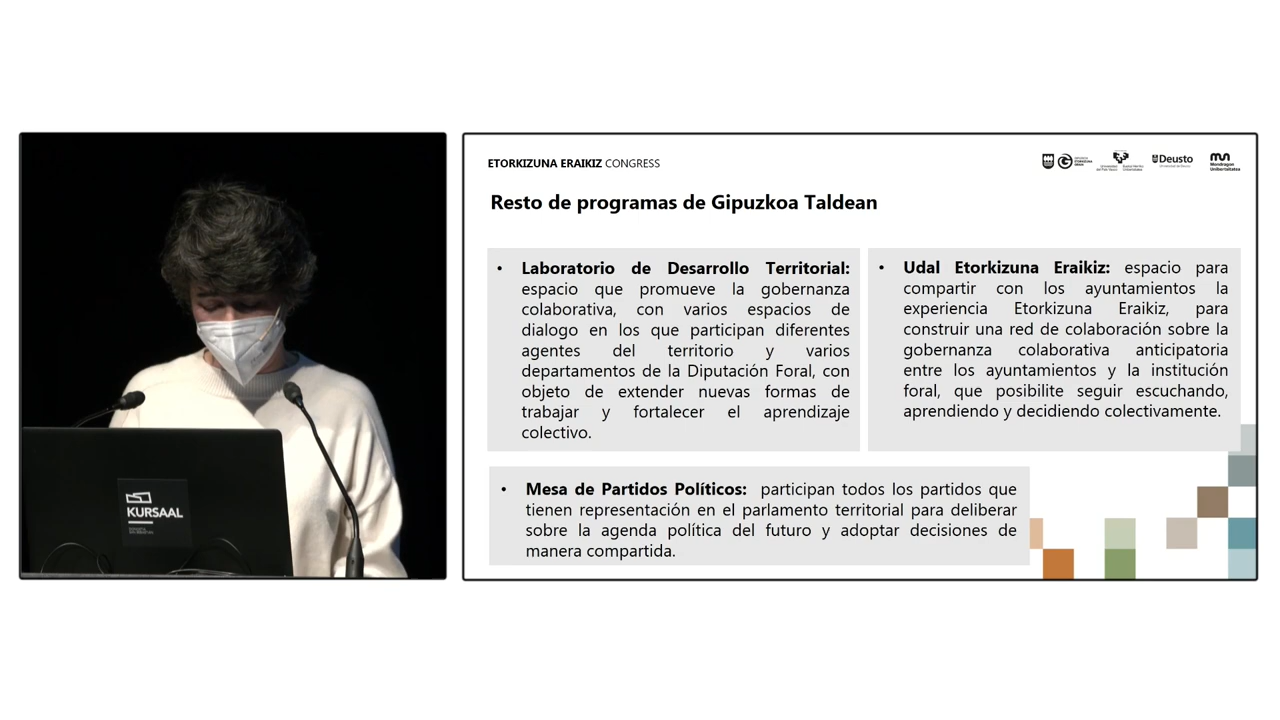 ETORKIZUNA ERAIKIZ CONGRESS
Deusto
Mondragon
Unibertsitatea
Resto de programas de Gipuzkoa Taldean
• Laboratorio de Desarrollo Territorial:
espacio que promueve la gobernanza
colaborativa, con varios espacios de
dialogo en los que participan diferentes
agentes del territorio y varios
departamentos de la Diputación Foral, con
objeto de extender nuevas formas de
trabajar y fortalecer el aprendizaje
colectivo.
• Udal Etorkizuna Eraikiz: espacio para
compartir con los ayuntamientos la
experiencia Etorkizuna Eraikiz, para
construir una red de colaboración sobre la
gobernanza colaborativa anticipatoria
entre los ayuntamientos y la institución
foral, que posibilite seguir escuchando,
aprendiendo y decidiendo colectivamente.
• Mesa de Partidos Políticos: participan todos los partidos que
tienen representación en el parlamento territorial para deliberar
sobre la agenda política del futuro y adoptar decisiones de
manera compartida.
KURSAAL